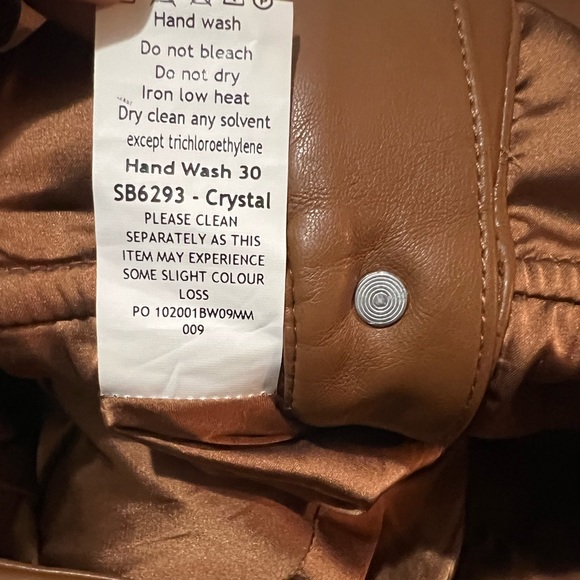 Hand wash
Do not bleach
Do not dry
Iron low heat
Dry clean any solvent
except trichloroethylene
Hand Wash 30
SB6293 - Crystal
PLEASE CLEAN
SEPARATELY AS THIS
ITEM MAY EXPERIENCE
SOME SLIGHT COLOUR
LOSS
PO 102001BW09MM
009